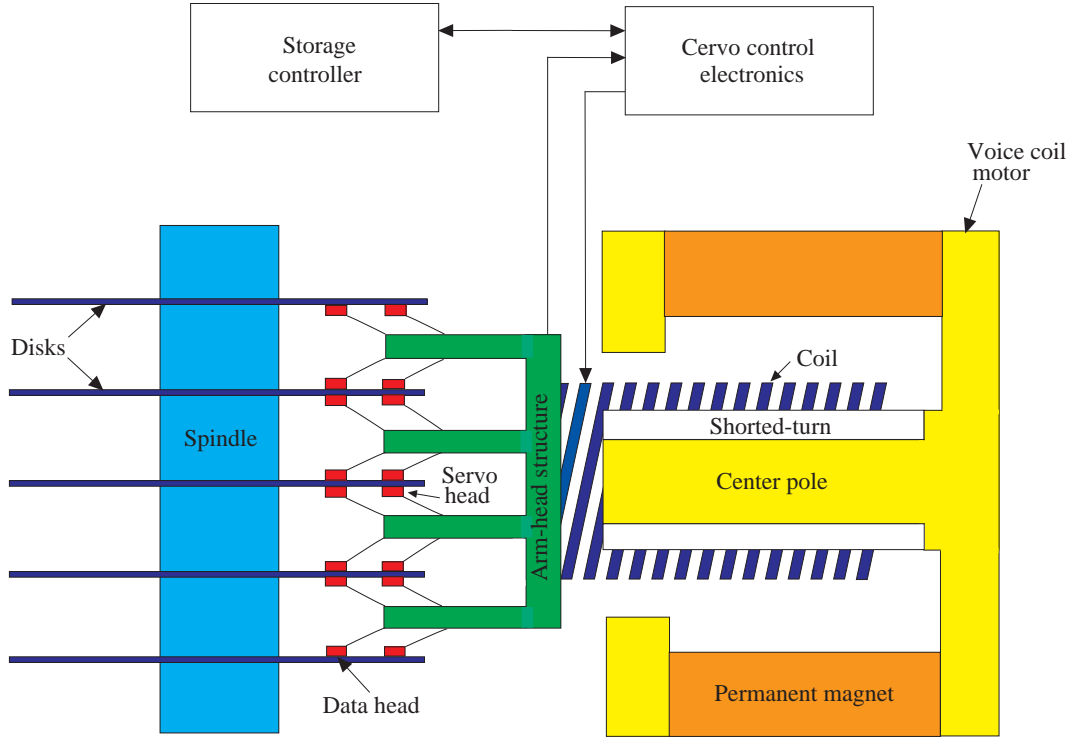 Storage
controller
Cervo control
electronics
Voice coil
motor
Disks
Coil
Spindle
Shorted-turn
Servo
head
Center pole
Arm-head structure
Data head
Permanent magnet